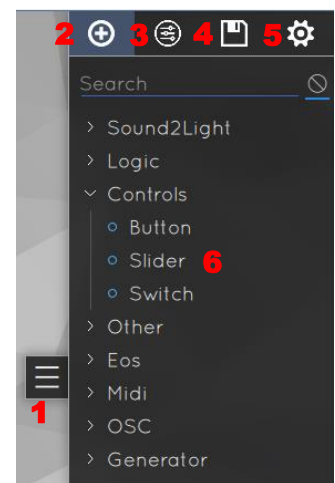 2 3 4 5
Search
Sound2Light
Logic
Controls
Button
Slider 6
Switch
Other
Eos
1 Midi
OSC
Generator